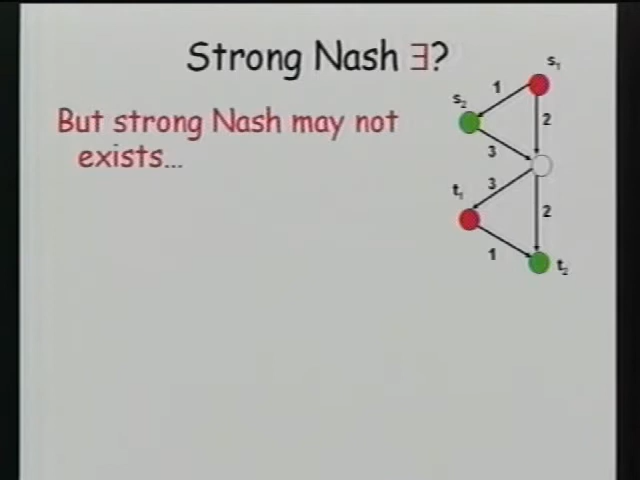 Strong Nash ∃?
But strong Nash may not
exists...
s₁
1
s₂
2
3
3
t₁
2
1
t₂